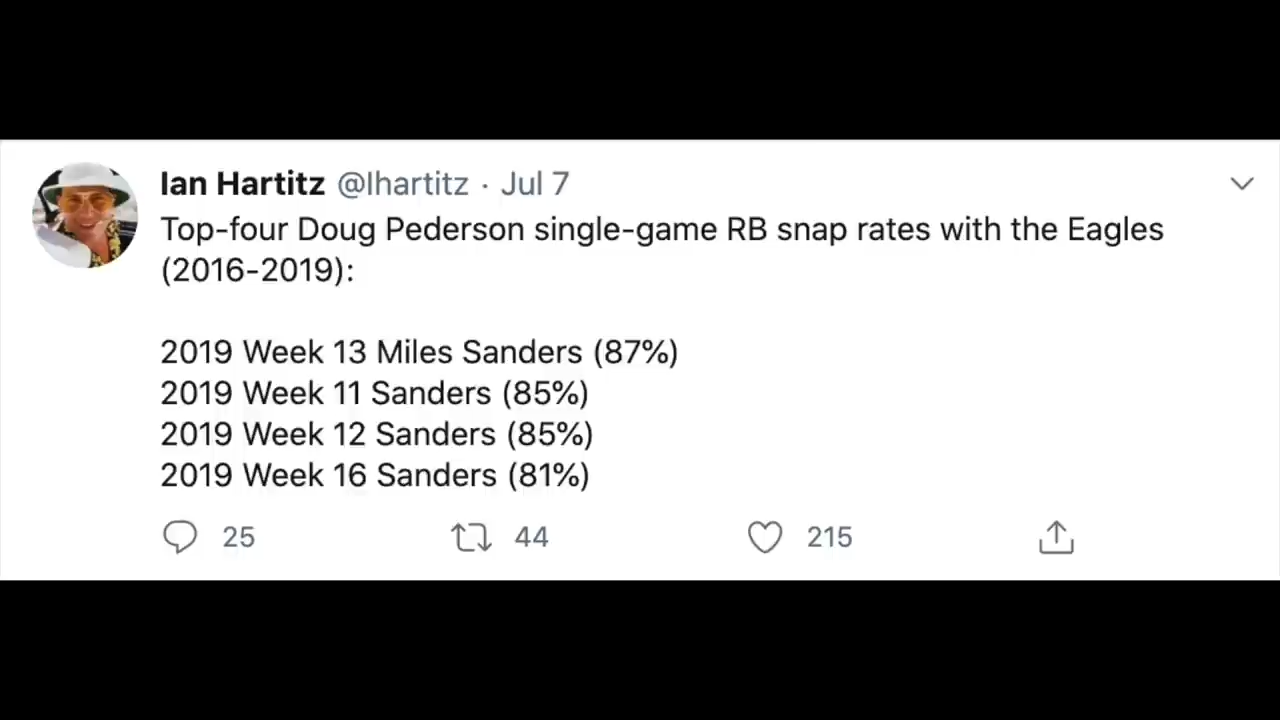 Ian Hartitz @Ihartitz · Jul 7
Top-four Doug Pederson single-game RB snap rates with the Eagles
(2016-2019):
2019 Week 13 Miles Sanders (87%)
2019 Week 11 Sanders (85%)
2019 Week 12 Sanders (85%)
2019 Week 16 Sanders (81%)
25 44 215